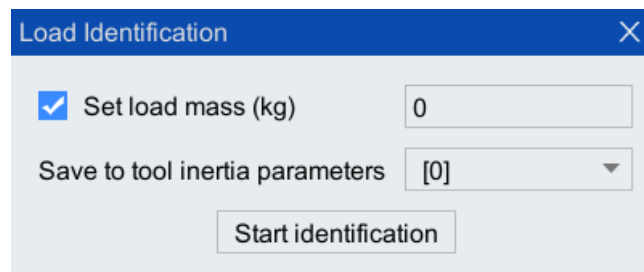 Load Identification
Set load mass (kg) 0
Save to tool inertia parameters [0]
Start identification